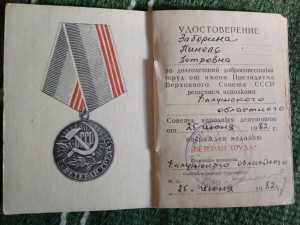 УДОСТОВЕРЕНИЕ
Заборина
Нинель
Петровна
за долголетний добросовестный
труд от имени Президиума
Верховного Совета СССР
решением исполкома
Калужского
областного
Совета народных депутатов
от 25 июня 1982 г.
награжден медалью
"ВЕТЕРАН ТРУДА"
Калужского областного
25 июня 1982 г.
ВЕТЕРАН ТРУДА